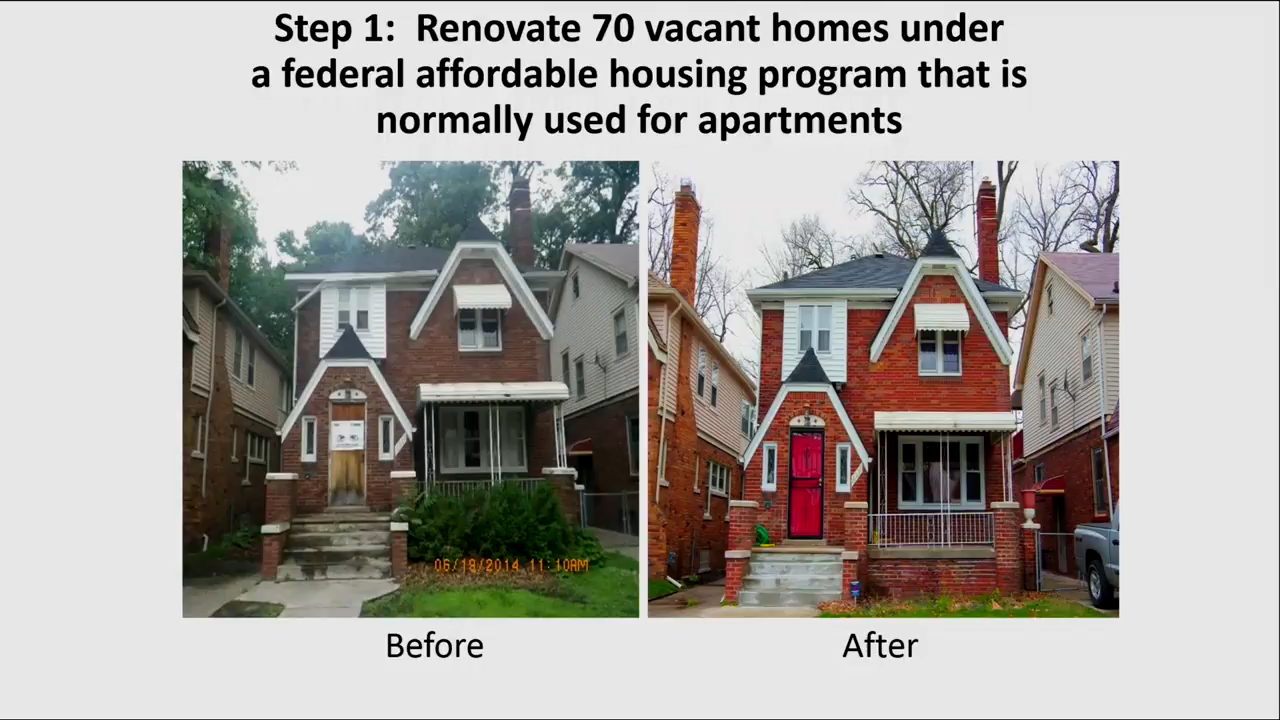 Step 1: Renovate 70 vacant homes under
a federal affordable housing program that is
normally used for apartments
05/19/2014 11:10AM
Before
After